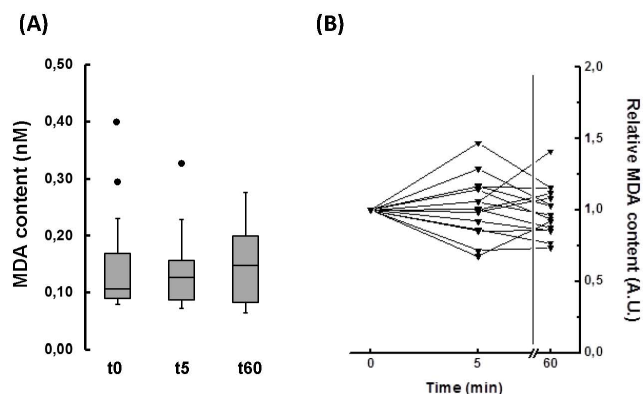 (A)
(B)
MDA content (nM)
0,50
0,40
0,30
0,20
0,10
0,00
t0 t5 t60
2,0
1,5
1,0
0,5
0,0
Relative MDA content (A.U.)
0 5 60
Time (min)